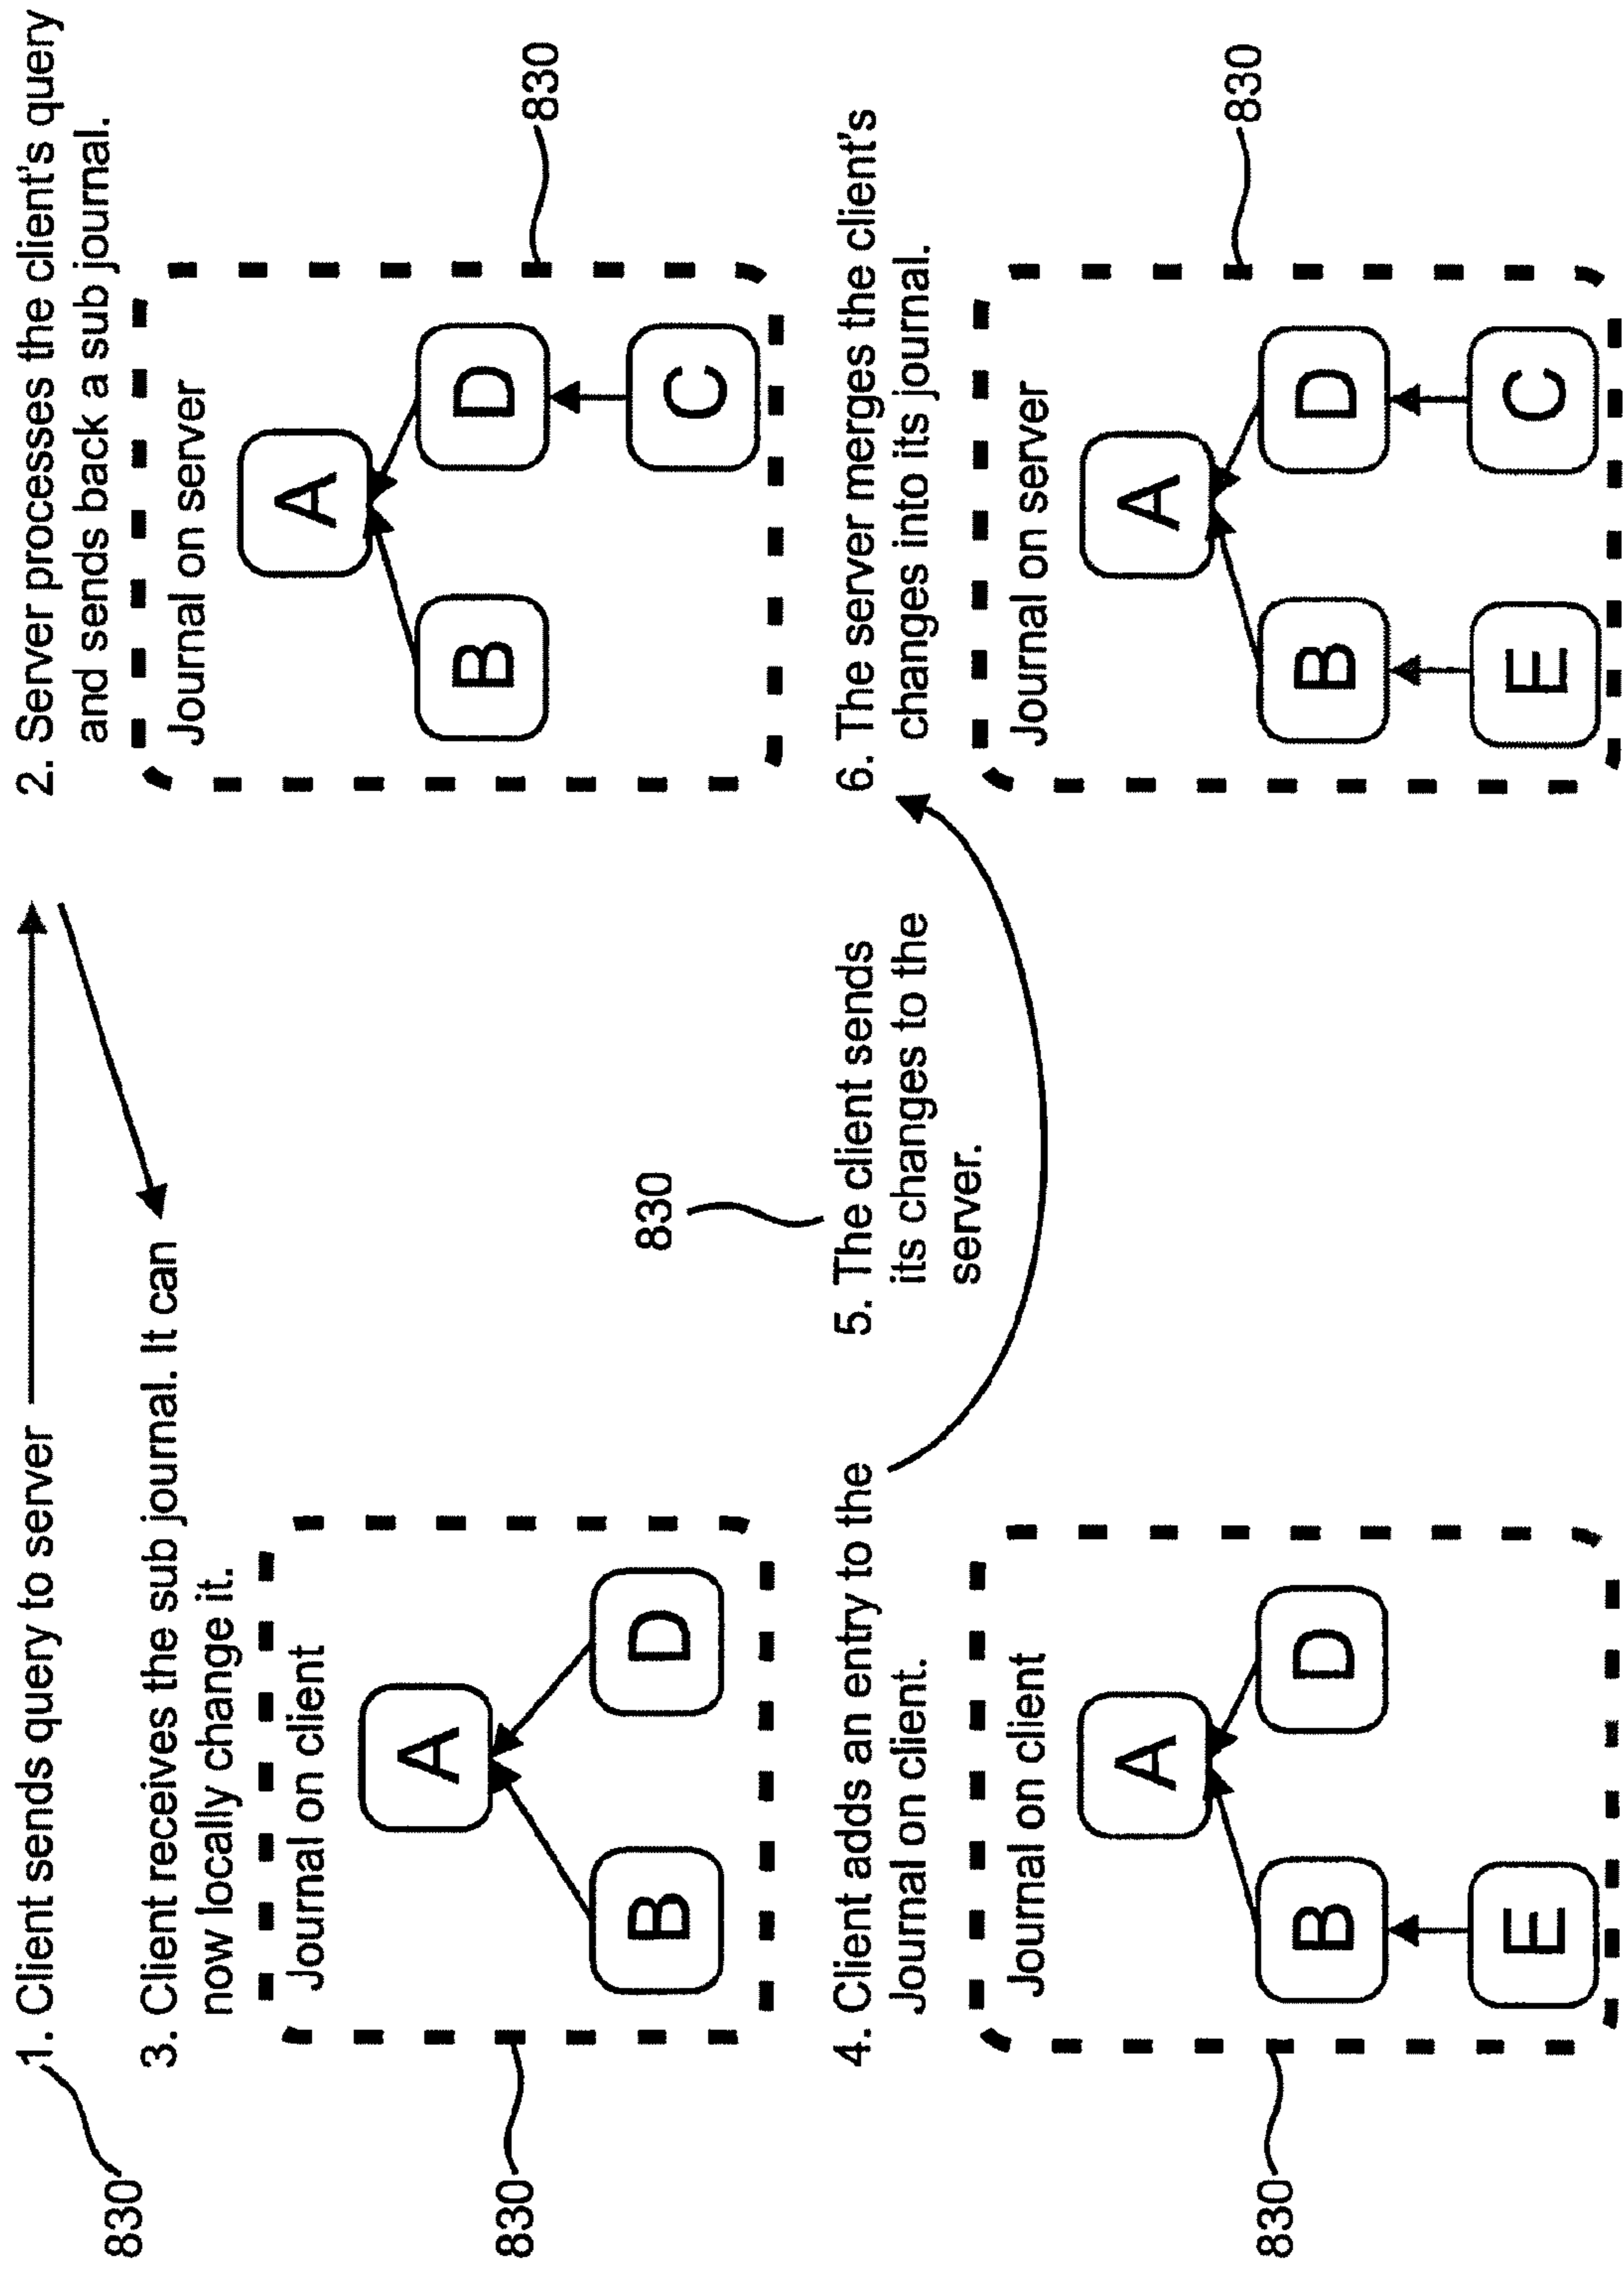 830
1. Client sends query to server
2. Server processes the client's query
and sends back a sub journal.
Journal on server
A
B
D
C
830
3. Client receives the sub journal. It can
now locally change it.
Journal on client
A
B
D
830
4. Client adds an entry to the
Journal on client.
Journal on client
A
B
D
E
830
830
5. The client sends
its changes to the
server.
6. The server merges the client's
changes into its journal.
Journal on server
A
B
D
E
C
830